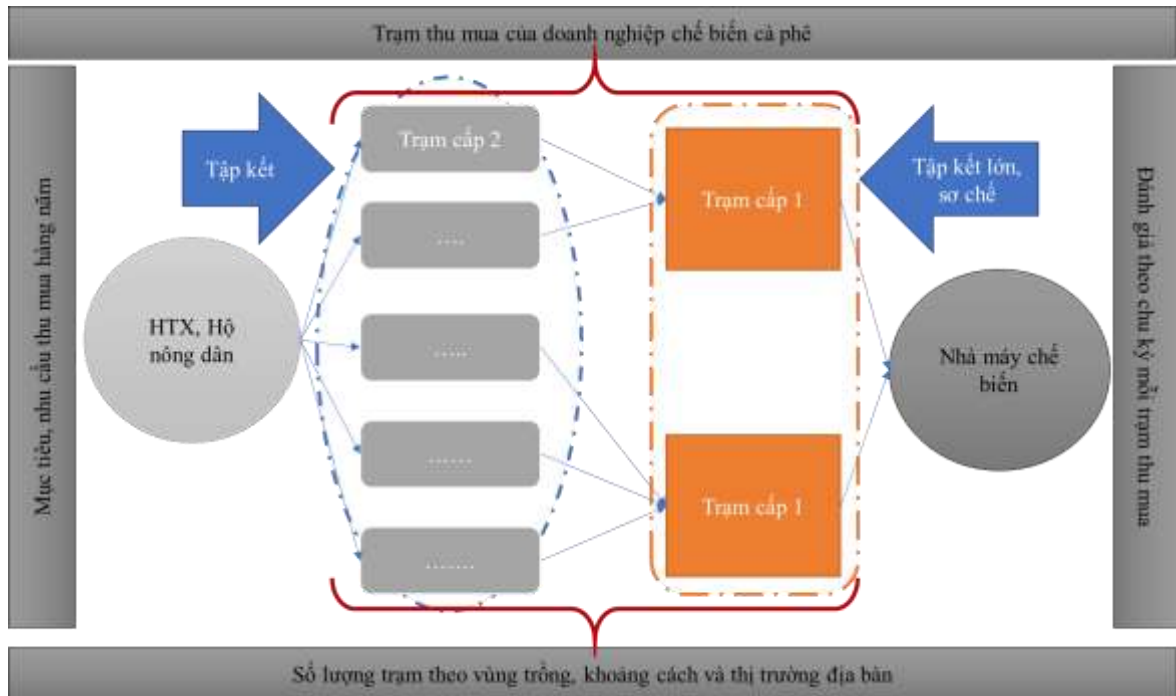 Trạm thu mua của doanh nghiệp chế biến cà phê
Mục tiêu, nhu cầu thu mua hàng năm
Tập kết
Trạm cấp 2
….
…..
……
…….
HTX, Hộ
nông dân
Trạm cấp 1
Trạm cấp 1
Tập kết lớn,
sơ chế
Nhà máy chế
biến
Đánh giá theo chu kỳ mỗi trạm thu mua
Số lượng trạm theo vùng trồng, khoảng cách và thị trường địa bàn